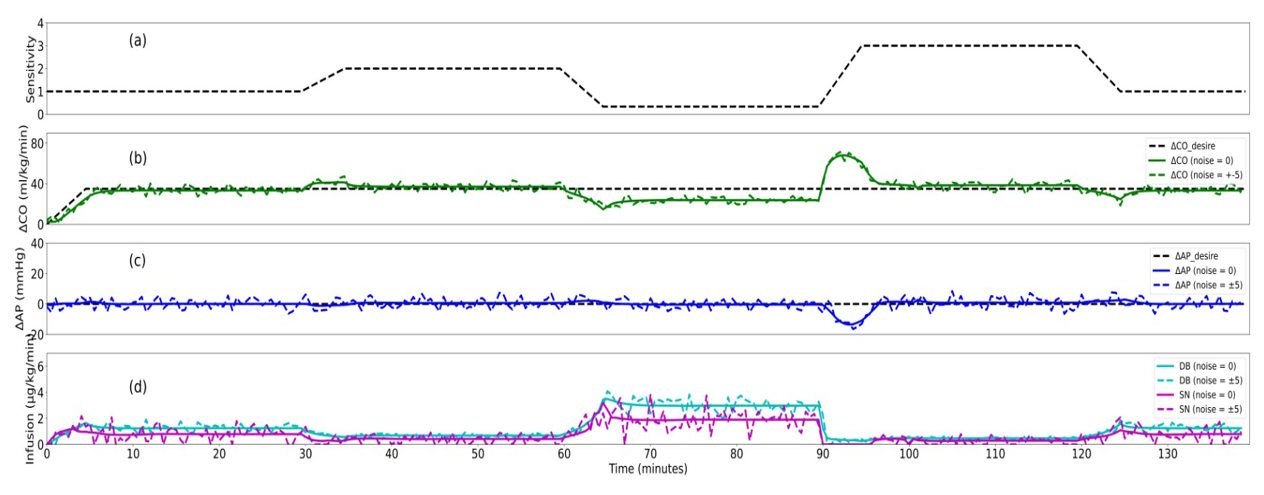 (a)
Sensitivity
4
3
2
1
0
(b)
ΔCO (ml/kg/min)
80
40
0
ΔCO_desire
ΔCO (noise = 0)
ΔCO (noise = +-5)
(c)
ΔAP (mmHg)
40
20
0
20
ΔAP_desire
ΔAP (noise = 0)
ΔAP (noise = ±5)
(d)
Infusions (μg/kg/min)
6
4
2
0
DB (noise = 0)
DB (noise = ±5)
SN (noise = 0)
SN (noise = ±5)
0 10 20 30 40 50 60 70 80 90 100 110 120 130
Time (minutes)